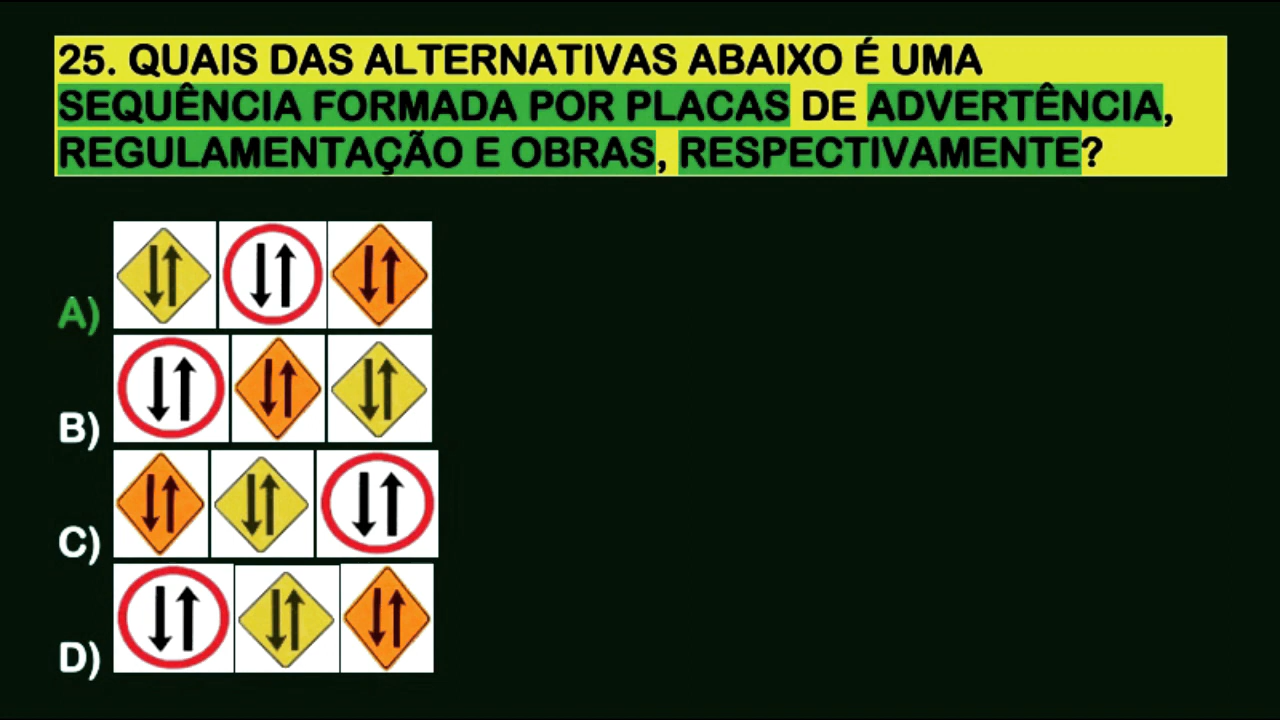 25. QUAIS DAS ALTERNATIVAS ABAIXO É UMA
SEQUÊNCIA FORMADA POR PLACAS DE ADVERTÊNCIA,
REGULAMENTAÇÃO E OBRAS, RESPECTIVAMENTE?
A)
B)
C)
D)